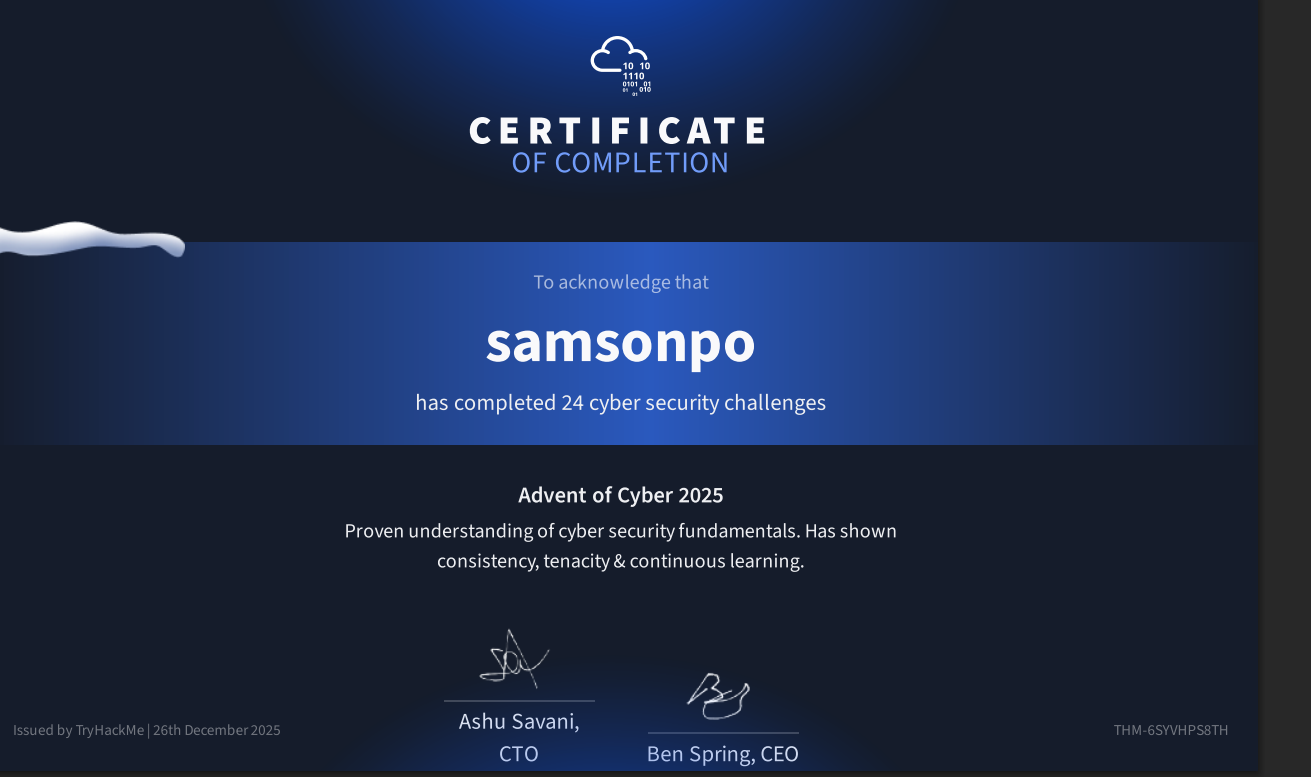 10 10
1110
0101 01
01 010
01
CERTIFICATE
OF COMPLETION
To acknowledge that
samsonpo
has completed 24 cyber security challenges
Advent of Cyber 2025
Proven understanding of cyber security fundamentals. Has shown
consistency, tenacity & continuous learning.
Ashu Savani,
CTO
Ben Spring, CEO
Issued by TryHackMe | 26th December 2025
THM-6SYVHPS8TH